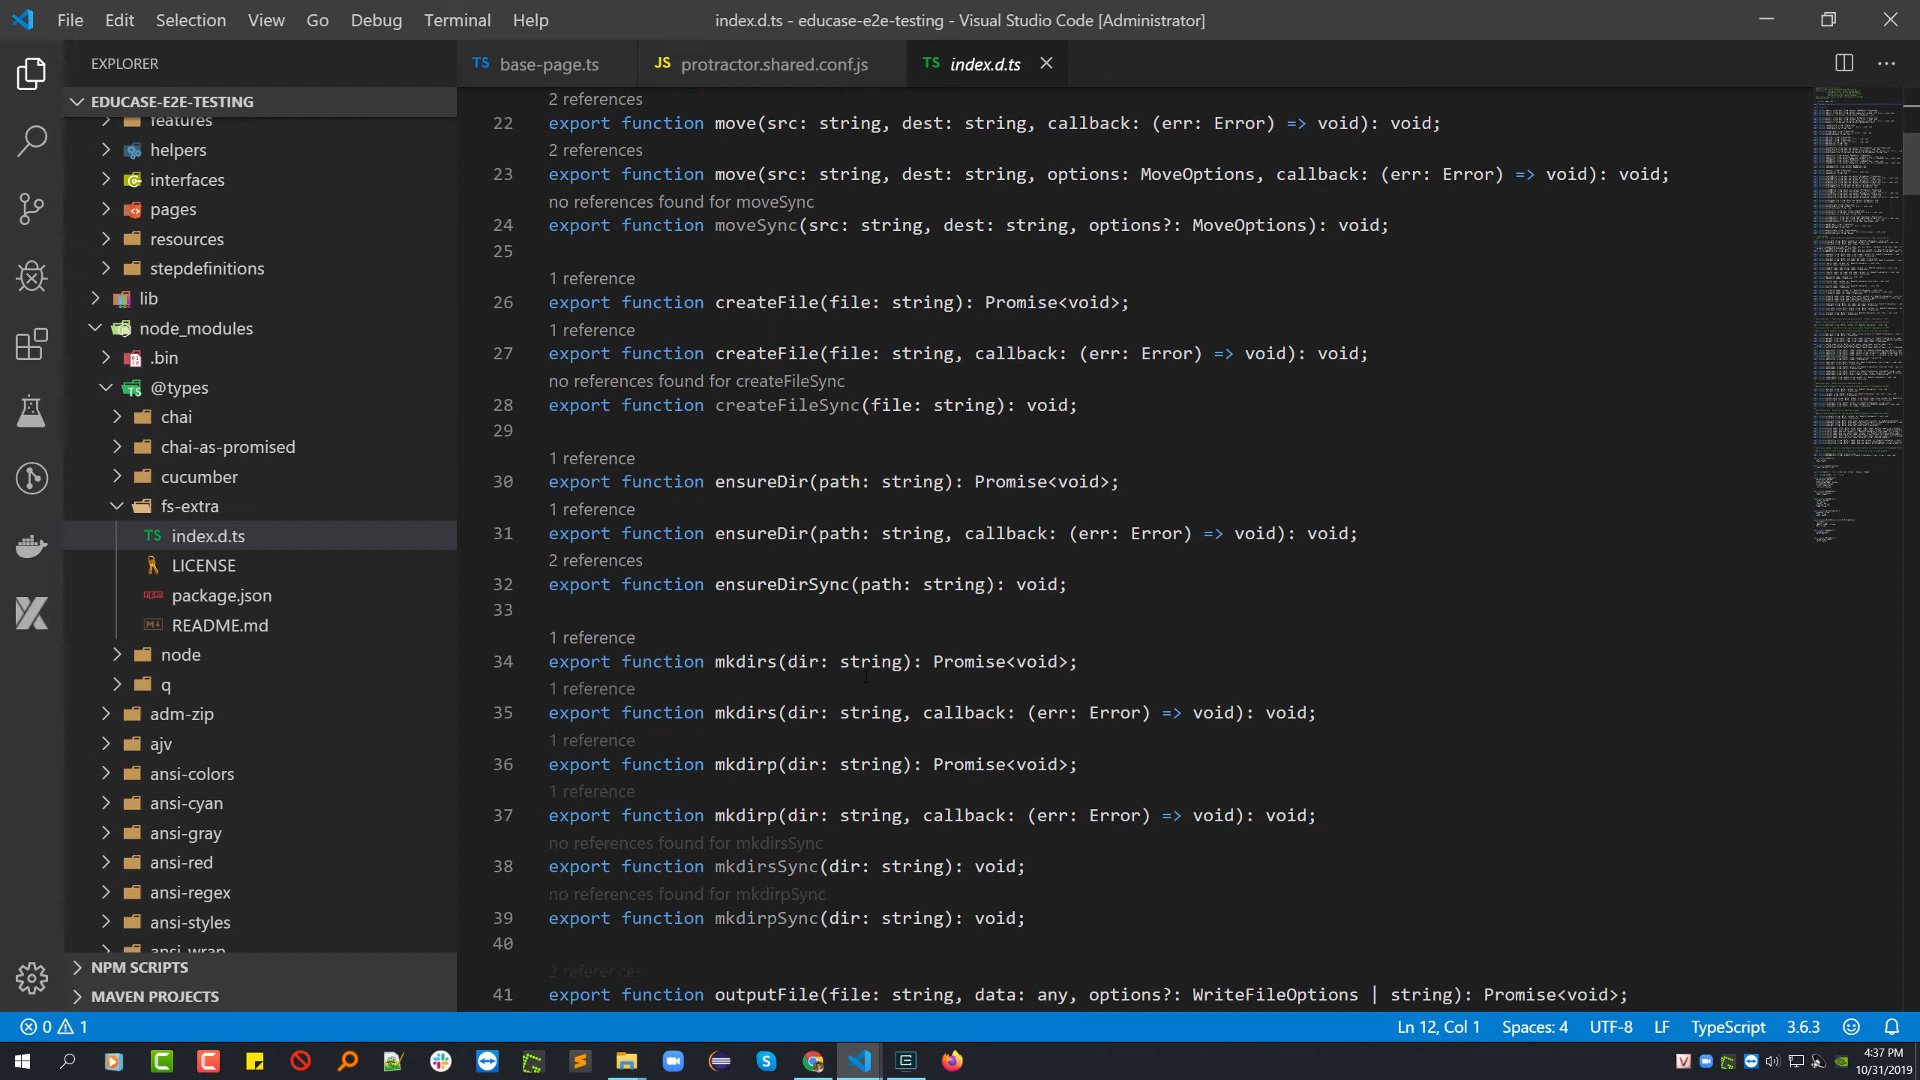 File Edit Selection View Go Debug Terminal Help
index.d.ts - educase-e2e-testing - Visual Studio Code [Administrator]
EXPLORER
EDUCASE-E2E-TESTING
features
helpers
interfaces
pages
resources
stepdefinitions
lib
node_modules
.bin
@types
chai
chai-as-promised
cucumber
fs-extra
TS index.d.ts
LICENSE
package.json
README.md
node
q
adm-zip
ajv
ansi-colors
ansi-cyan
ansi-gray
ansi-red
ansi-regex
ansi-styles
ansi-wrap
NPM SCRIPTS
MAVEN PROJECTS
TS base-page.ts
JS protractor.shared.conf.js
TS index.d.ts
2 references
22 export function move(src: string, dest: string, callback: (err: Error) => void): void;
2 references
23 export function move(src: string, dest: string, options: MoveOptions, callback: (err: Error) => void): void;
no references found for moveSync
24 export function moveSync(src: string, dest: string, options?: MoveOptions): void;
25
1 reference
26 export function createFile(file: string): Promise<void>;
1 reference
27 export function createFile(file: string, callback: (err: Error) => void): void;
no references found for createFileSync
28 export function createFileSync(file: string): void;
29
1 reference
30 export function ensureDir(path: string): Promise<void>;
1 reference
31 export function ensureDir(path: string, callback: (err: Error) => void): void;
2 references
32 export function ensureDirSync(path: string): void;
33
1 reference
34 export function mkdirs(dir: string): Promise<void>;
1 reference
35 export function mkdirs(dir: string, callback: (err: Error) => void): void;
1 reference
36 export function mkdirp(dir: string): Promise<void>;
1 reference
37 export function mkdirp(dir: string, callback: (err: Error) => void): void;
no references found for mkdirsSync
38 export function mkdirsSync(dir: string): void;
no references found for mkdirpSync
39 export function mkdirpSync(dir: string): void;
40
2 references
41 export function outputFile(file: string, data: any, options?: WriteFileOptions | string): Promise<void>;
0 1
Ln 12, Col 1 Spaces: 4 UTF-8 LF TypeScript 3.6.3
4:37 PM
10/31/2019